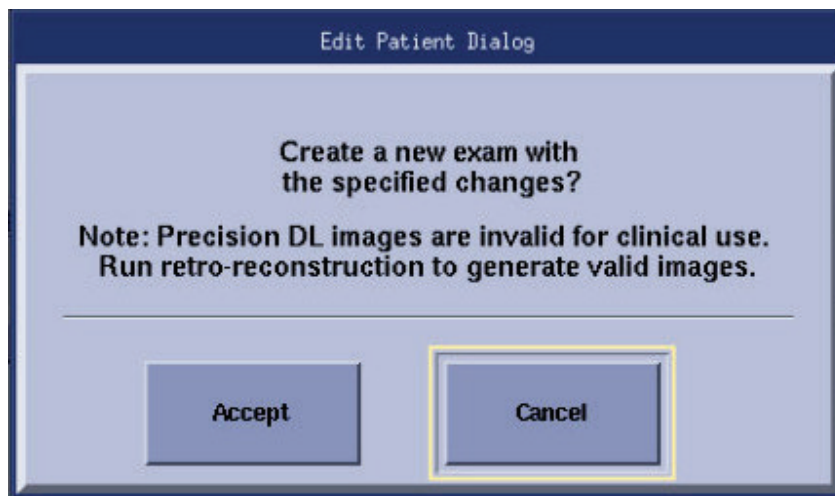 Edit Patient Dialog
Create a new exam with
the specified changes?
Note: Precision DL images are invalid for clinical use.
Run retro-reconstruction to generate valid images.
Accept
Cancel